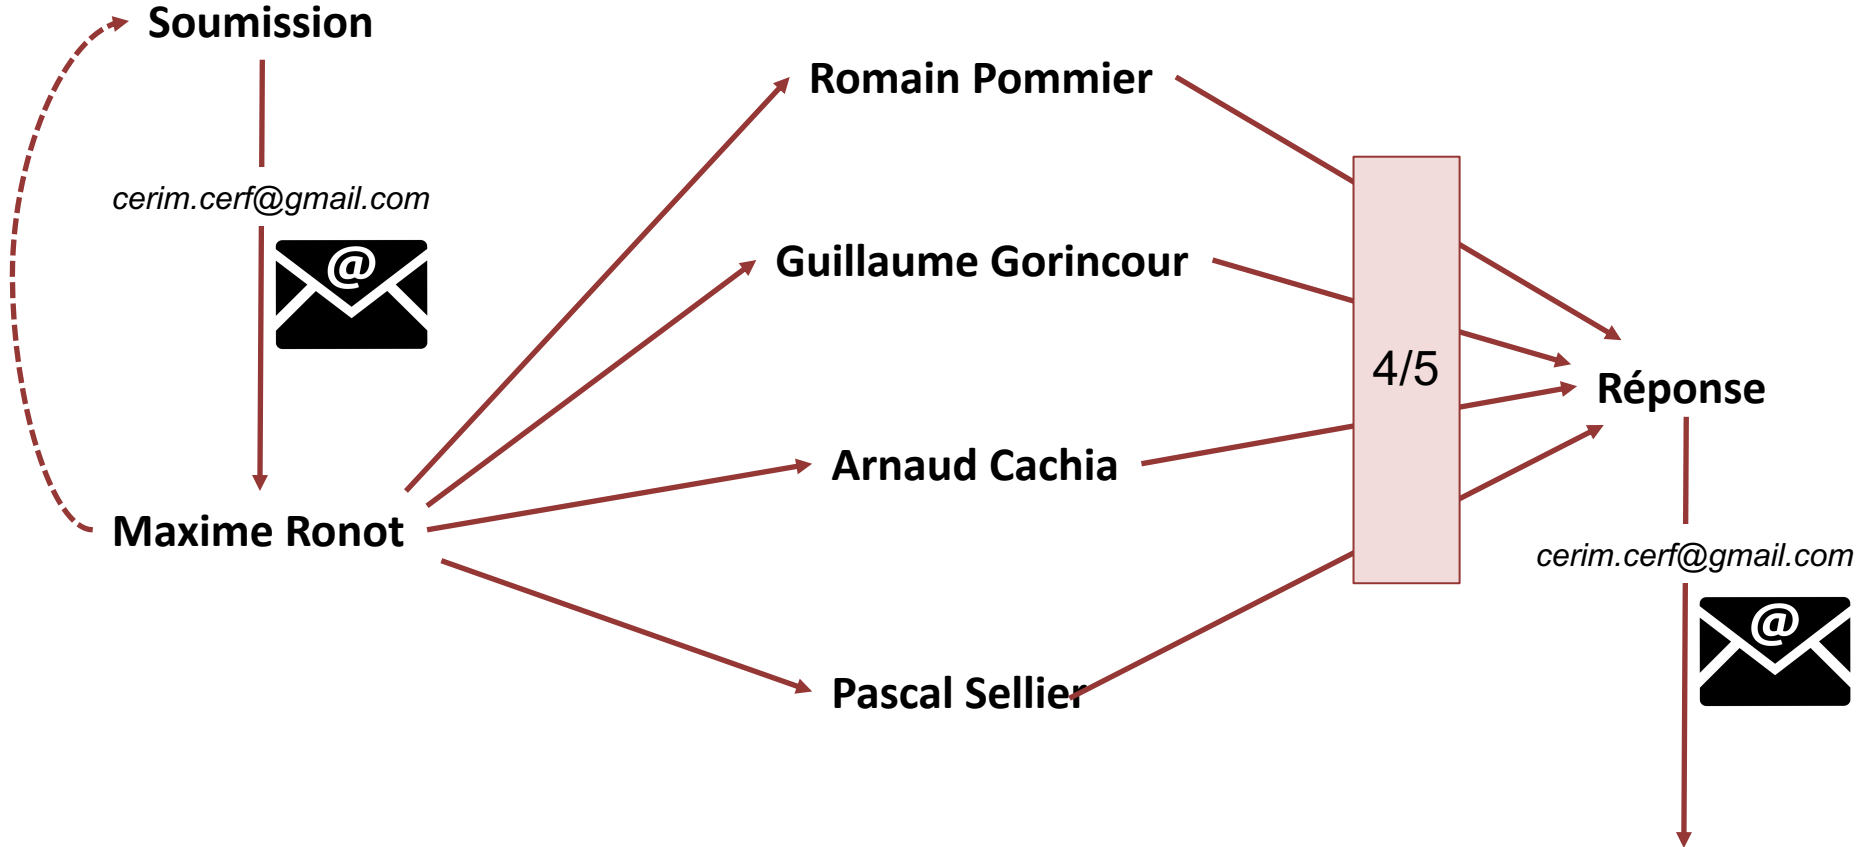 Soumission
cerim.cerf@gmail.com
@
Maxime Ronot
Romain Pommier
Guillaume Gorincour
Arnaud Cachia
Pascal Sellier
4/5
Réponse
cerim.cerf@gmail.com
@